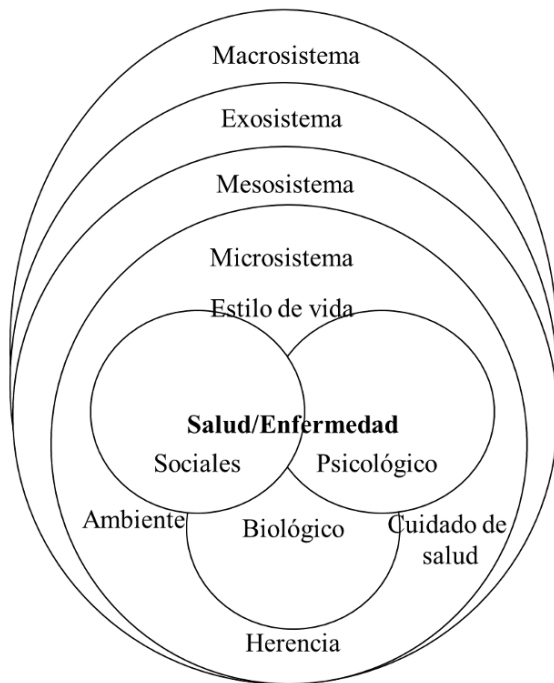 Macrosistema
Exosistema
Mesosistema
Microsistema
Estilo de vida
Salud/Enfermedad
Sociales
Psicológico
Ambiente
Biológico
Cuidado de
salud
Herencia